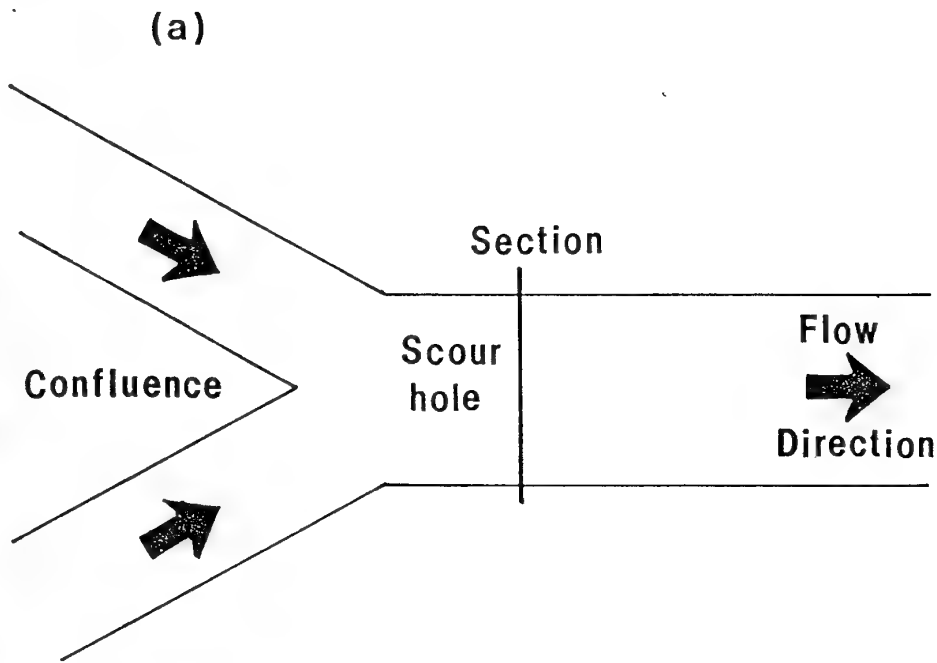 (a)
Section
Scour
hole
Confluence
Flow
Direction